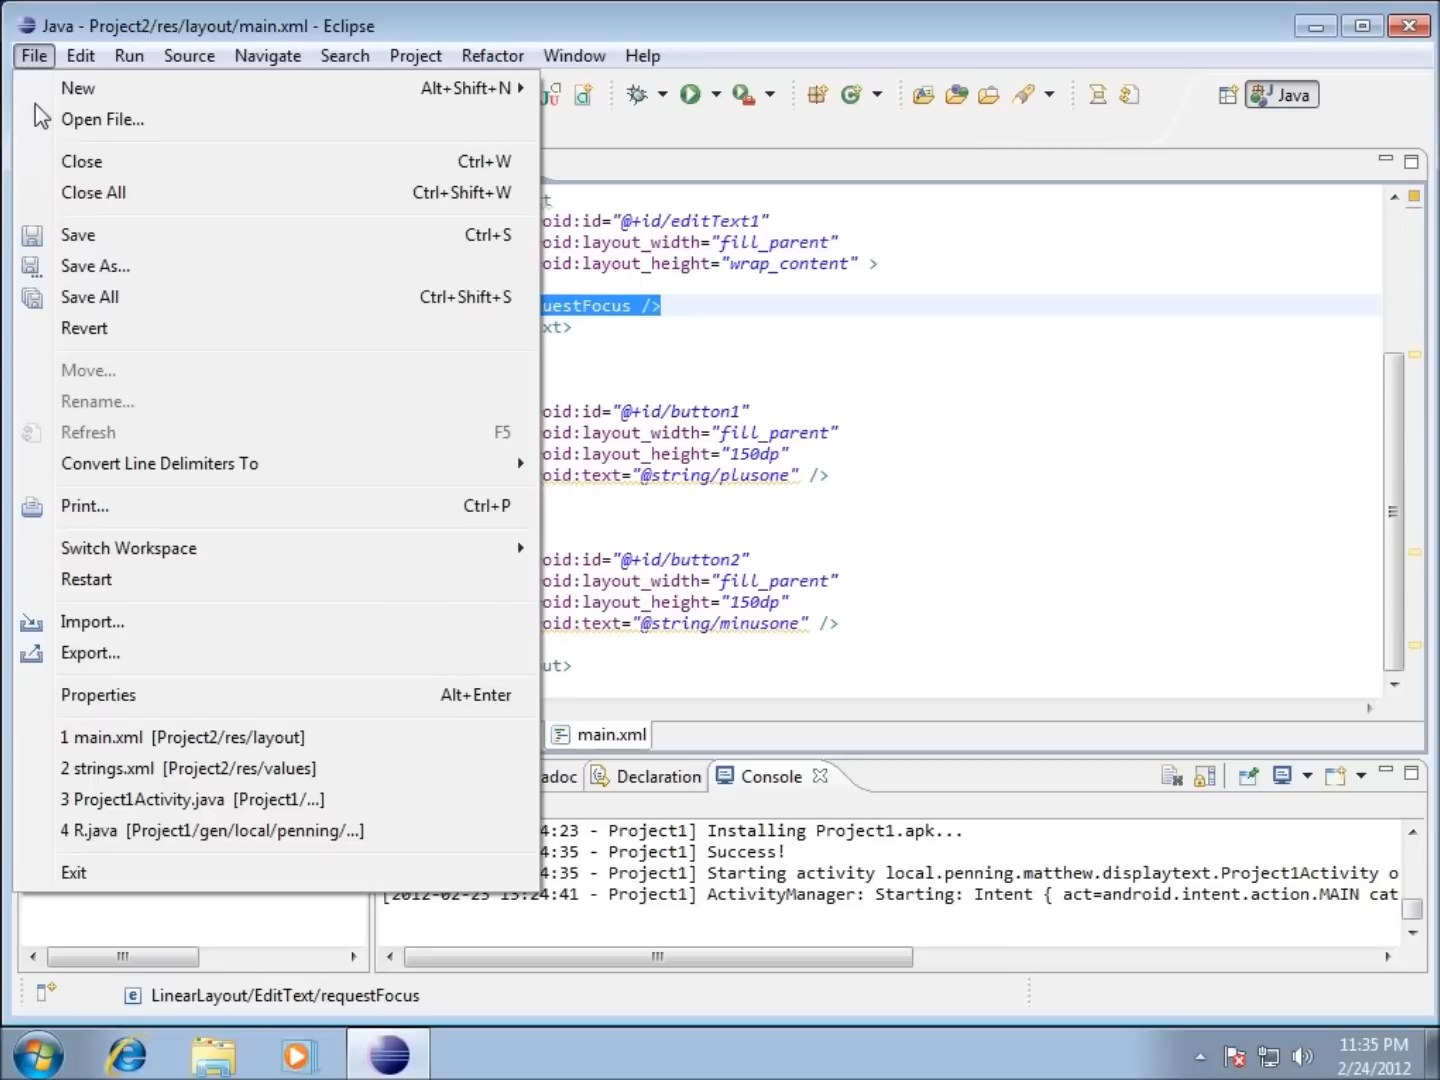 Java - Project2/res/layout/main.xml - Eclipse
File Edit Run Source Navigate Search Project Refactor Window Help
New Alt+Shift+N
Open File...
Close Ctrl+W
Close All Ctrl+Shift+W
Save Ctrl+S
Save As...
Save All Ctrl+Shift+S
Revert
Move...
Rename...
Refresh F5
Convert Line Delimiters To
Print... Ctrl+P
Switch Workspace
Restart
Import...
Export...
Properties Alt+Enter
1 main.xml [Project2/res/layout]
2 strings.xml [Project2/res/values]
3 Project1Activity.java [Project1/...]
4 R.java [Project1/gen/local/penning/...]
Exit
Java
t
oid:id="@+id/editText1"
oid:layout_width="fill_parent"
oid:layout_height="wrap_content" >
uestFocus />
xt>
oid:id="@+id/button1"
oid:layout_width="fill_parent"
oid:layout_height="150dp"
oid:text="@string/plusone" />
oid:id="@+id/button2"
oid:layout_width="fill_parent"
oid:layout_height="150dp"
oid:text="@string/minusone" />
ut>
main.xml
adoc Declaration Console
4:23 - Project1] Installing Project1.apk...
4:35 - Project1] Success!
4:35 - Project1] Starting activity local.penning.matthew.displaytext.Project1Activity o
- Project1] ActivityManager: Starting: Intent { act=android.intent.action.MAIN cat
LinearLayout/EditText/requestFocus
11:35 PM
2/24/2012